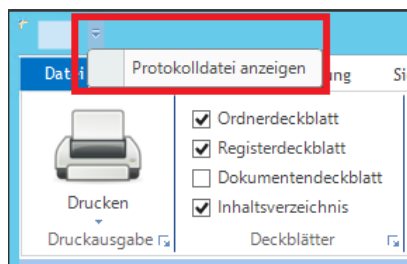 Protokolldatei anzeigen
Datei
ng
Si
Ordnerdeckblatt
Registerdeckblatt
Dokumentendeckblatt
Inhaltsverzeichnis
Drucken
Druckausgabe
Deckblätter